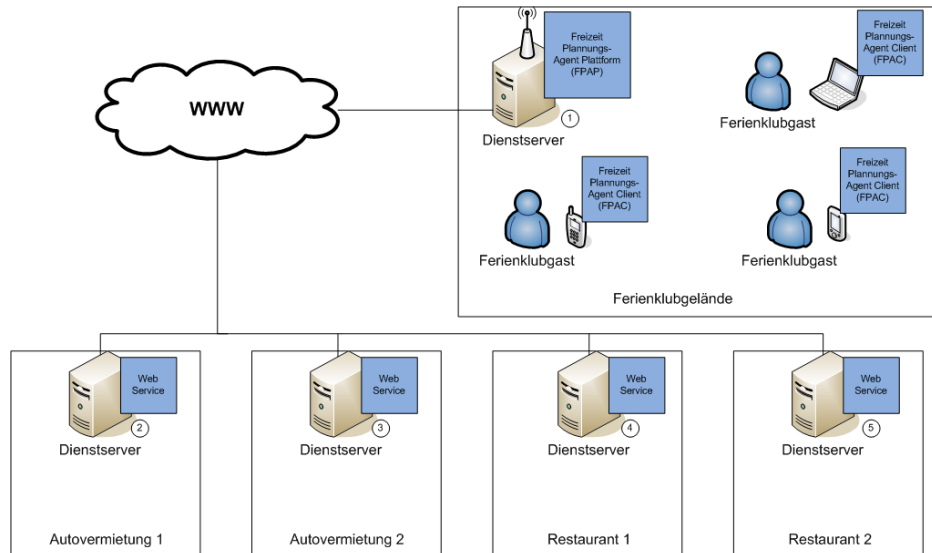 WWW
Freizeit
Plannungs-
Agent Plattform
(FPAP)
1
Dienstserver
Freizeit
Plannungs-
Agent Client
(FPAC)
Ferienklubgast
Freizeit
Plannungs-
Agent Client
(FPAC)
Ferienklubgast
Freizeit
Plannungs-
Agent Client
(FPAC)
Ferienklubgast
Ferienklubgelände
Web
Service
2
Dienstserver
Autovermietung 1
Web
Service
3
Dienstserver
Autovermietung 2
Web
Service
4
Dienstserver
Restaurant 1
Web
Service
5
Dienstserver
Restaurant 2